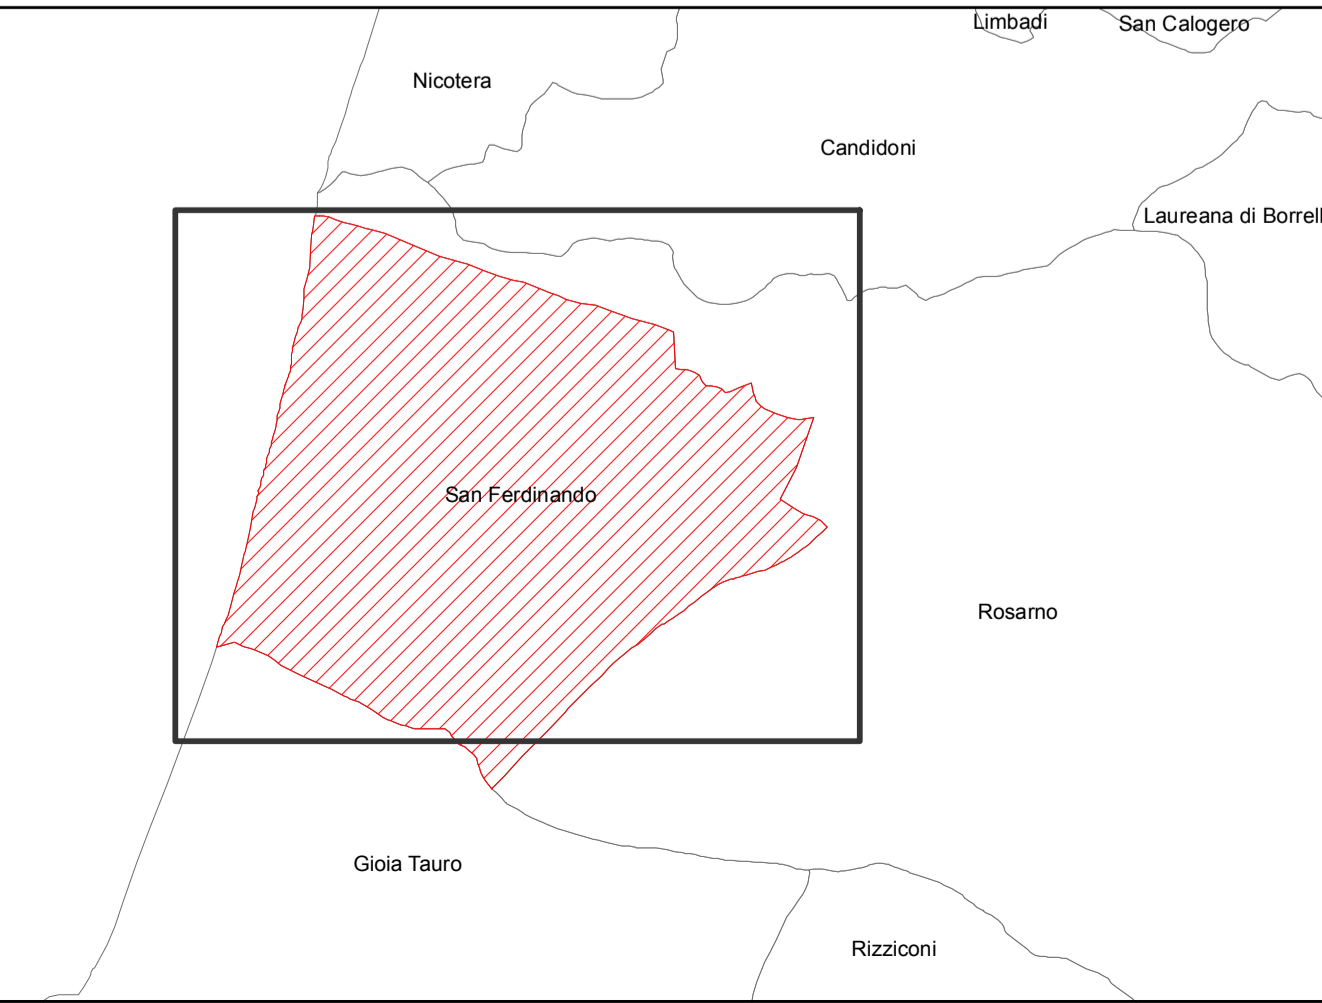 Limbadi
San Calogero
Nicotera
Candidoni
Laureana di Borrell
San Ferdinando
Rosarno
Gioia Tauro
Rizziconi